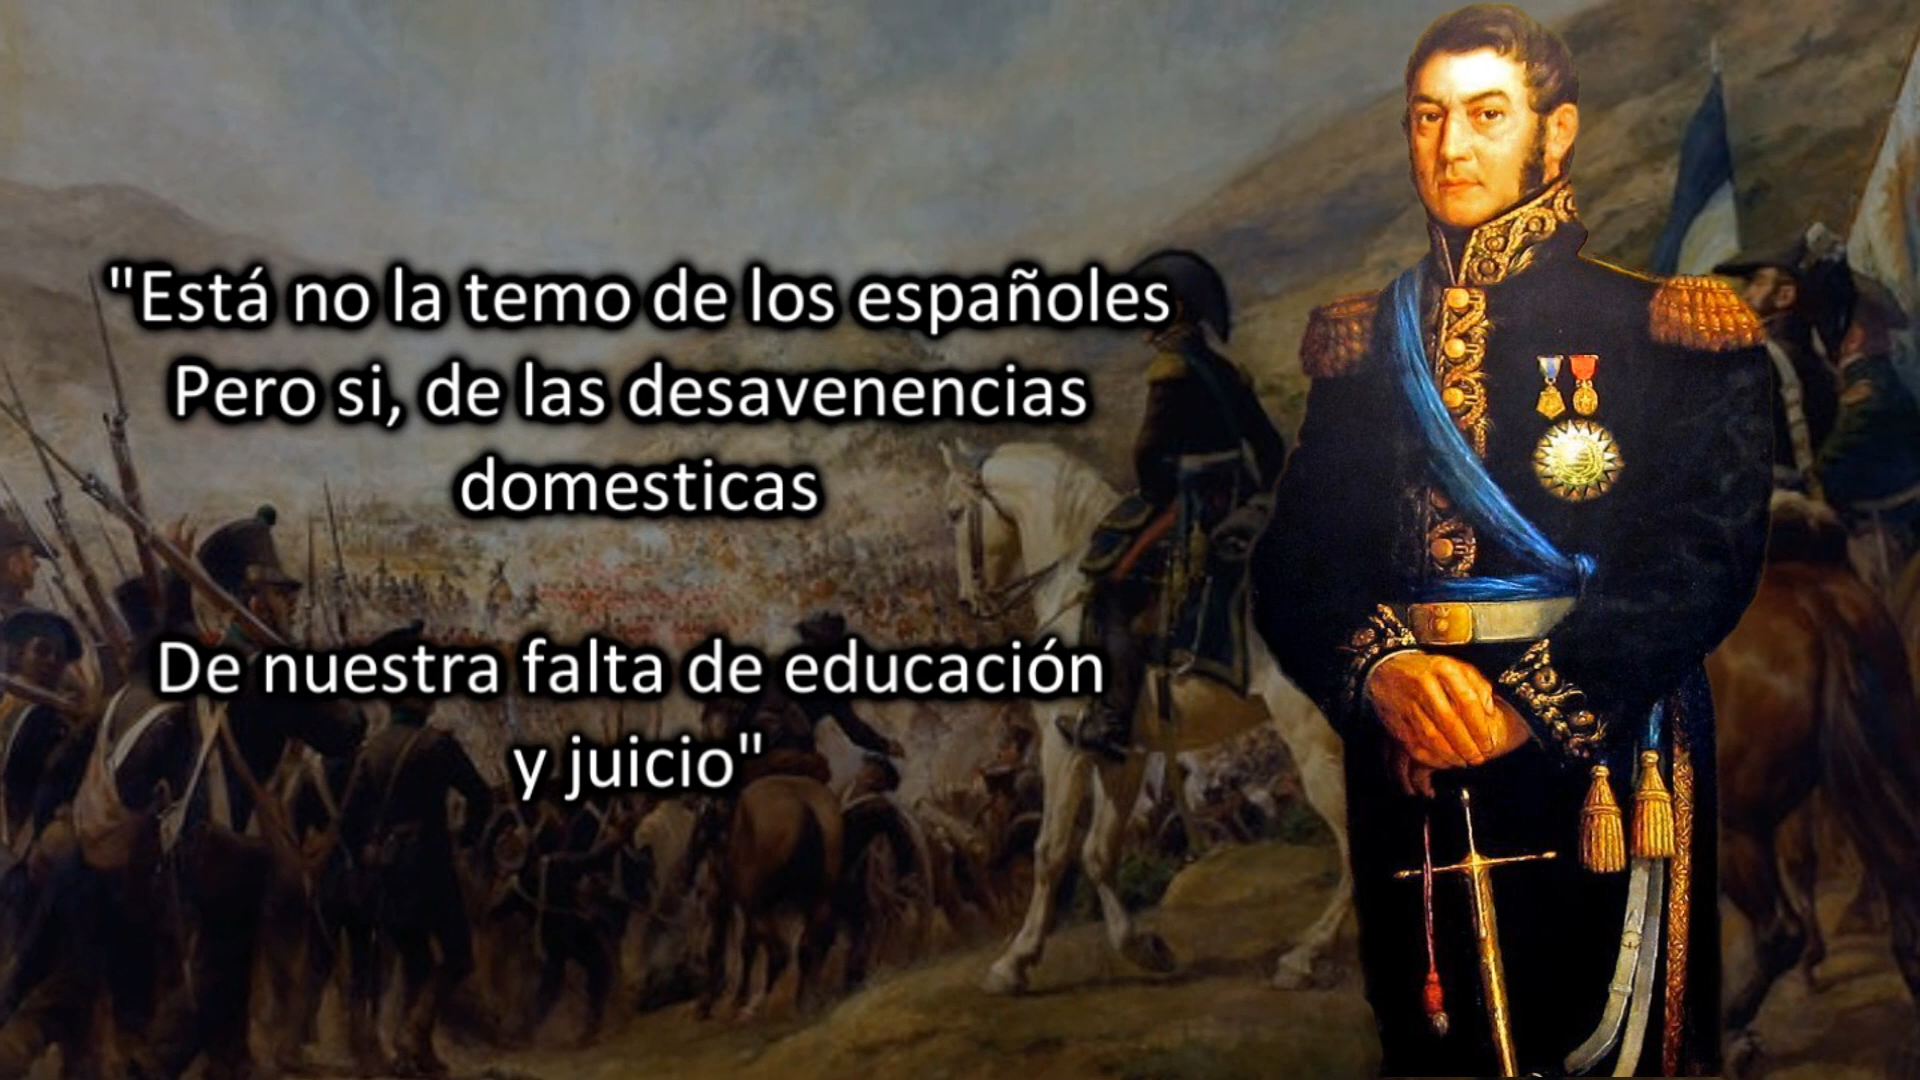 "Está no la temo de los españoles
Pero si, de las desavenencias
domesticas
De nuestra falta de educación
y juicio"